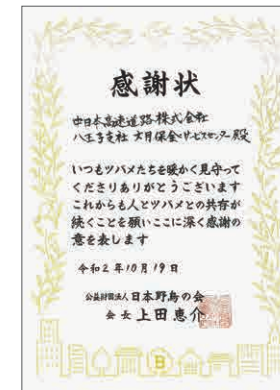 感謝状
中日本高速道路株式会社
八王子支社 大月保全・サービスセンター 殿
いつもツバメたちを暖かく見守って
くださりありがとうございます
これからも人とツバメとの共存が
続くことを願いここに深く感謝の
意を表します
令和2年10月19日
公益財団法人 日本野鳥の会
会長 上田恵介
B